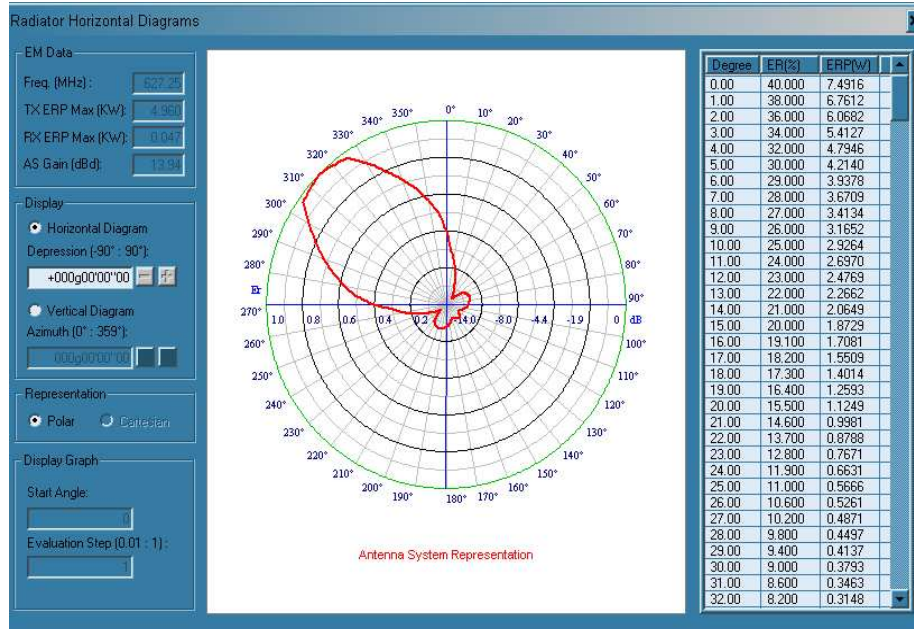 Radiator Horizontal Diagrams
EM Data
Freq. (MHz) : 627.25
TX ERP Max (KW): 4.960
RX ERP Max (KW): 0.047
AS Gain (dBd): 13.94
Display
Horizontal Diagram
Depression (-90° : 90°):
+000g00'00"00
Vertical Diagram
Azimuth (0° : 359°):
000g00'00"00
Representation
Polar Cartesian
Display Graph
Start Angle:
0
Evaluation Step (0.01 : 1) :
1
0°
350° 10°
340° 20°
330° 30°
320° 40°
310° 50°
300° 60°
290° 70°
280° 80°
Er
270° 90°
1.0 0.8 0.6 0.4 0.2 -14.0 -8.0 -4.4 -1.9 0 dB
260° 100°
250° 110°
240° 120°
230° 130°
220° 140°
210° 150°
200° 160°
190° 180° 170°
Antenna System Representation
Degree ER(%) ERP(W)
0.00 40.000 7.4916
1.00 38.000 6.7612
2.00 36.000 6.0682
3.00 34.000 5.4127
4.00 32.000 4.7946
5.00 30.000 4.2140
6.00 29.000 3.9378
7.00 28.000 3.6709
8.00 27.000 3.4134
9.00 26.000 3.1652
10.00 25.000 2.9264
11.00 24.000 2.6970
12.00 23.000 2.4769
13.00 22.000 2.2662
14.00 21.000 2.0649
15.00 20.000 1.8729
16.00 19.100 1.7081
17.00 18.200 1.5509
18.00 17.300 1.4014
19.00 16.400 1.2593
20.00 15.500 1.1249
21.00 14.600 0.9981
22.00 13.700 0.8788
23.00 12.800 0.7671
24.00 11.900 0.6631
25.00 11.000 0.5666
26.00 10.600 0.5261
27.00 10.200 0.4871
28.00 9.800 0.4497
29.00 9.400 0.4137
30.00 9.000 0.3793
31.00 8.600 0.3463
32.00 8.200 0.3148